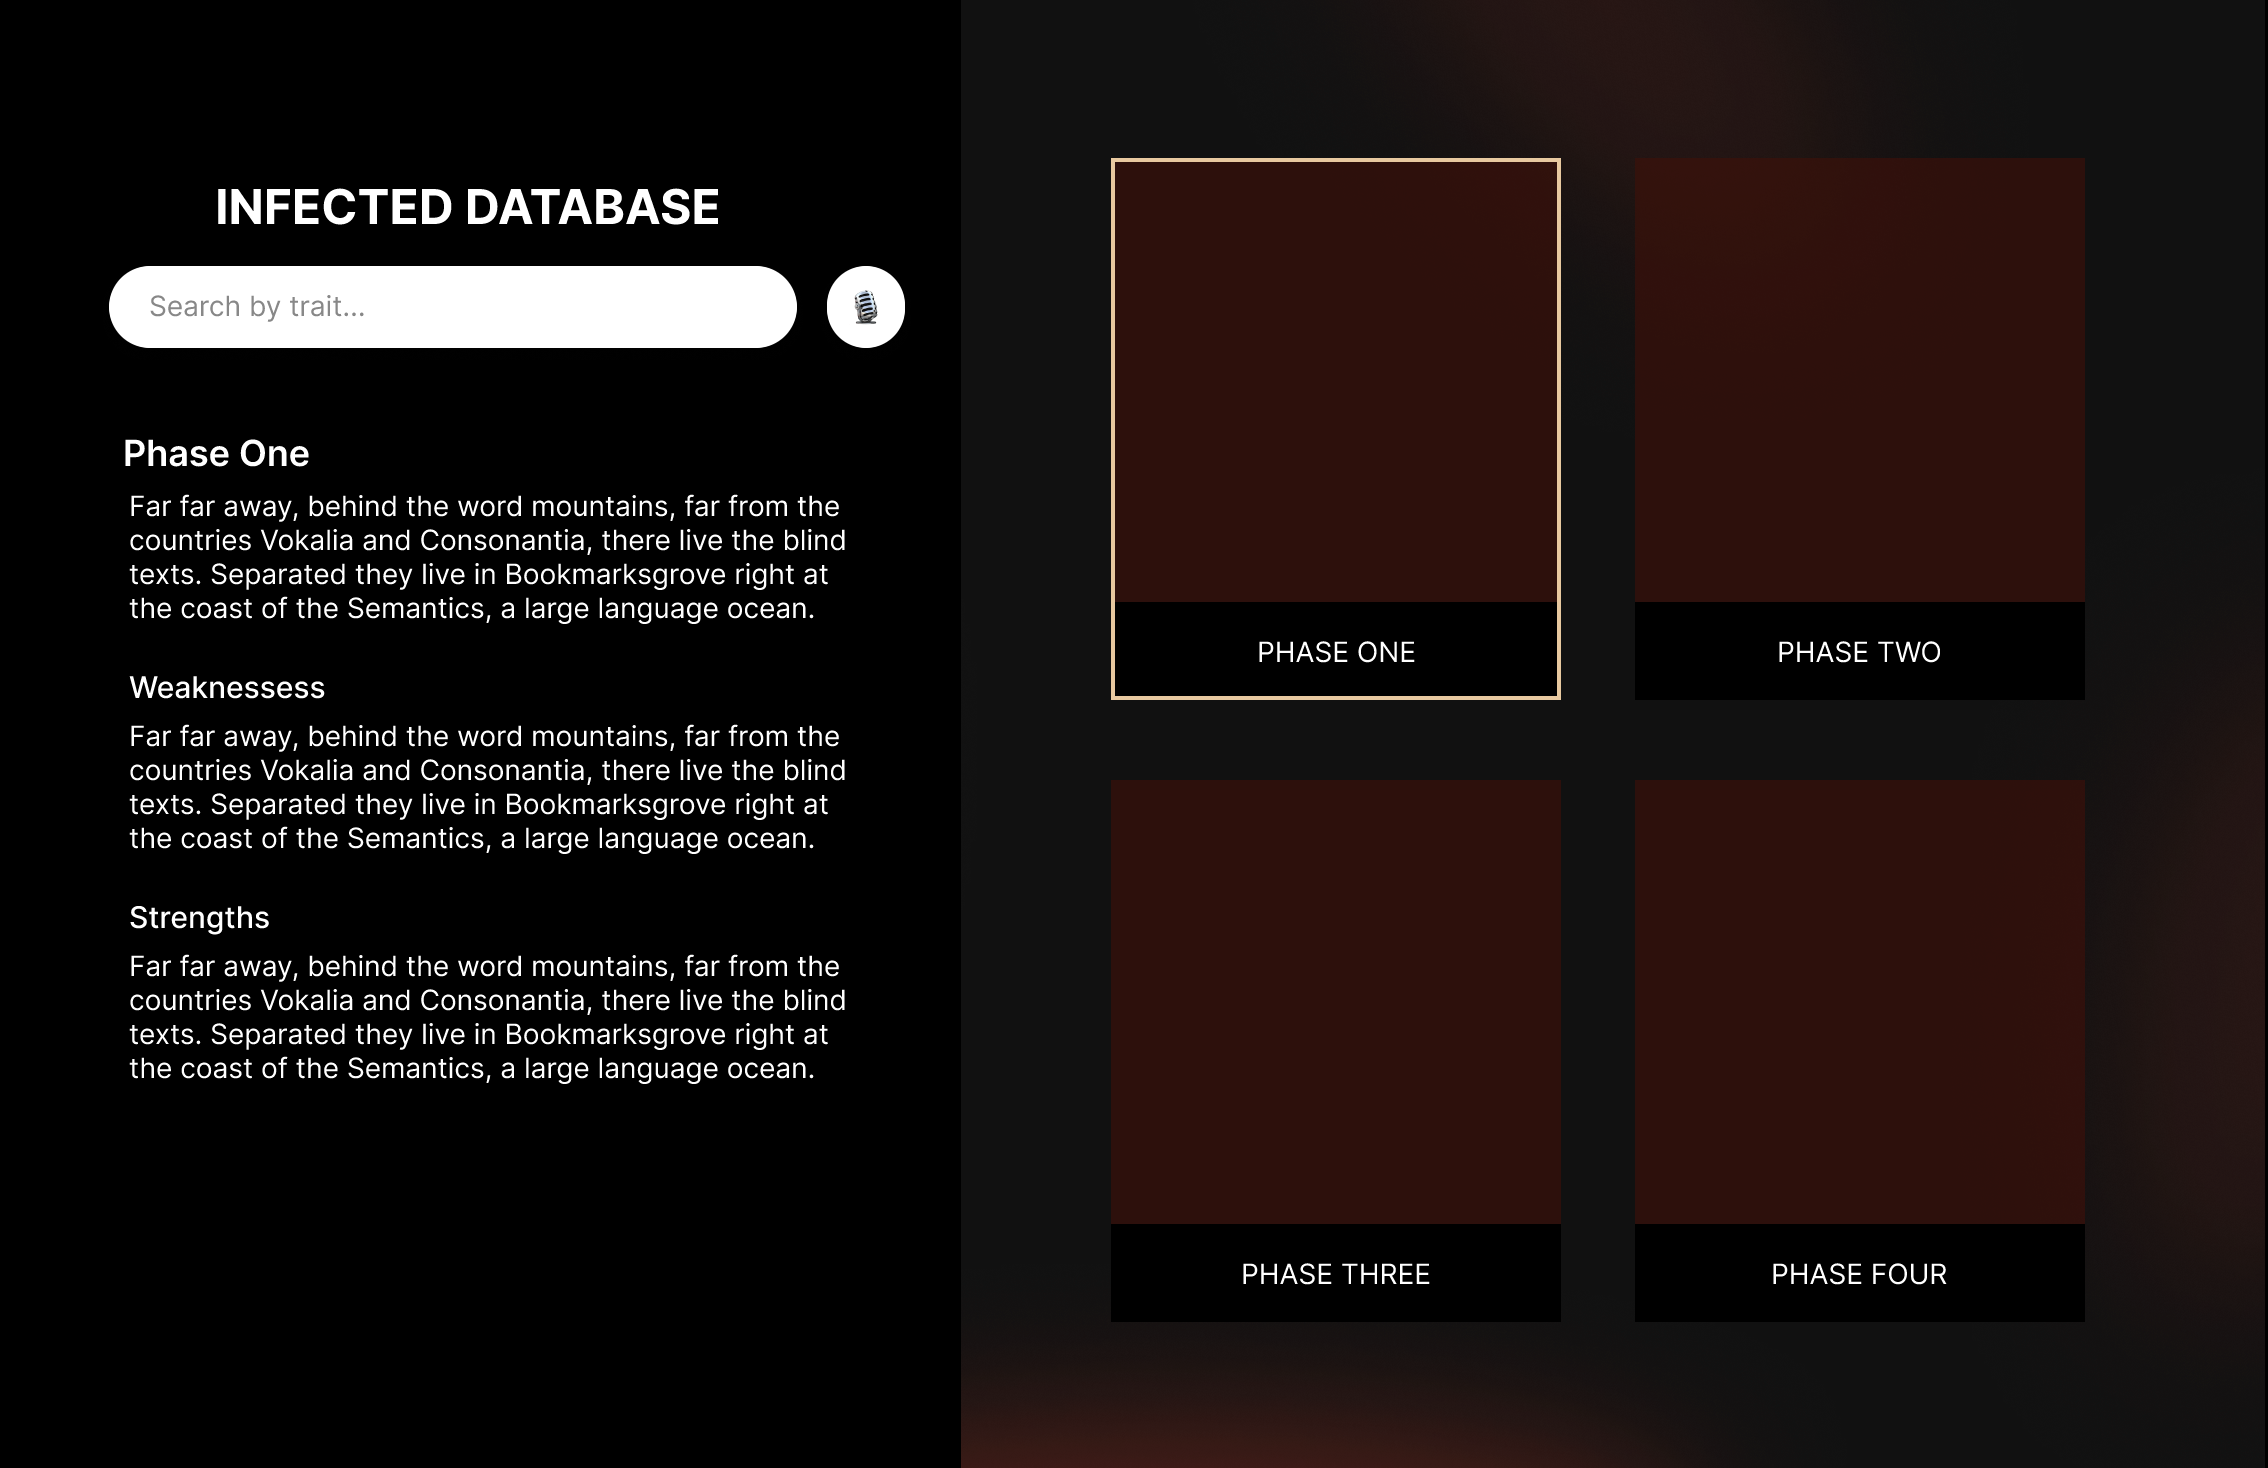 INFECTED DATABASE
Search by trait...
Phase One
Far far away, behind the word mountains, far from the
countries Vokalia and Consonantia, there live the blind
texts. Separated they live in Bookmarksgrove right at
the coast of the Semantics, a large language ocean.
Weaknessess
Far far away, behind the word mountains, far from the
countries Vokalia and Consonantia, there live the blind
texts. Separated they live in Bookmarksgrove right at
the coast of the Semantics, a large language ocean.
Strengths
Far far away, behind the word mountains, far from the
countries Vokalia and Consonantia, there live the blind
texts. Separated they live in Bookmarksgrove right at
the coast of the Semantics, a large language ocean.
PHASE ONE
PHASE TWO
PHASE THREE
PHASE FOUR